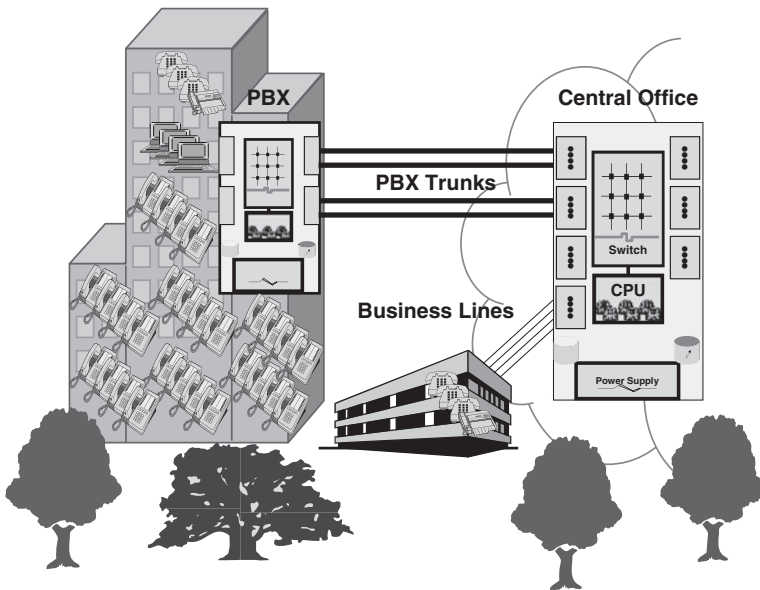 PBX
Central Office
PBX Trunks
Switch
CPU
Business Lines
Power Supply